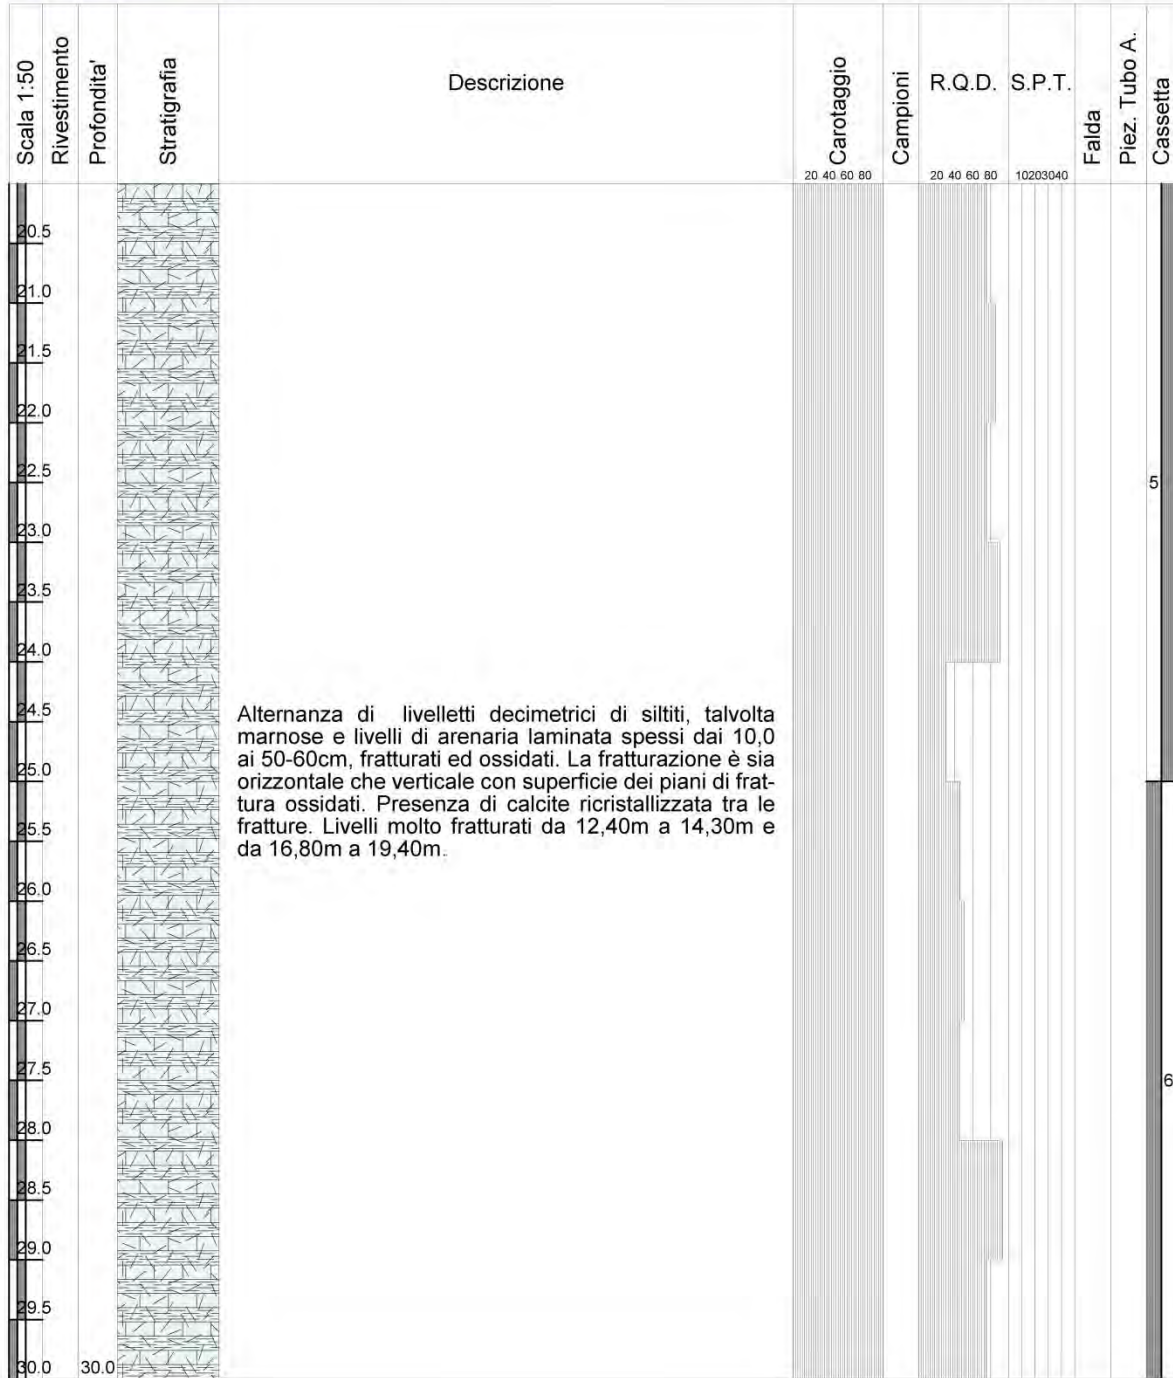 Scala 1:50
Rivestimento
Profondita'
Stratigrafia
Descrizione
Carotaggio
20 40 60 80
Campioni
R.Q.D.
20 40 60 80
S.P.T.
10203040
Falda
Piez. Tubo A.
Cassetta
20.5
21.0
21.5
22.0
22.5
5
23.0
23.5
24.0
24.5
Alternanza di livelletti decimetrici di siltiti, talvolta
marnose e livelli di arenaria laminata spessi dai 10,0
ai 50-60cm, fratturati ed ossidati. La fratturazione è sia
orizzontale che verticale con superficie dei piani di frat-
tura ossidati. Presenza di calcite ricristallizzata tra le
fratture. Livelli molto fratturati da 12,40m a 14,30m e
da 16,80m a 19,40m.
25.0
25.5
26.0
26.5
27.0
27.5
6
28.0
28.5
29.0
29.5
30.0 30.0